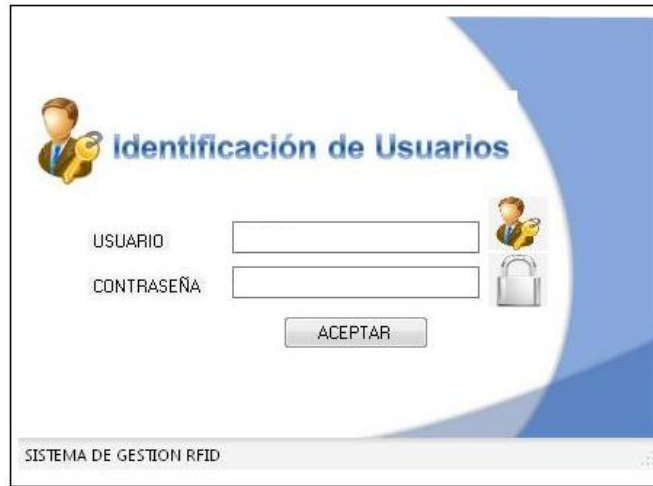 Identificación de Usuarios
USUARIO
CONTRASEÑA
ACEPTAR
SISTEMA DE GESTION RFID